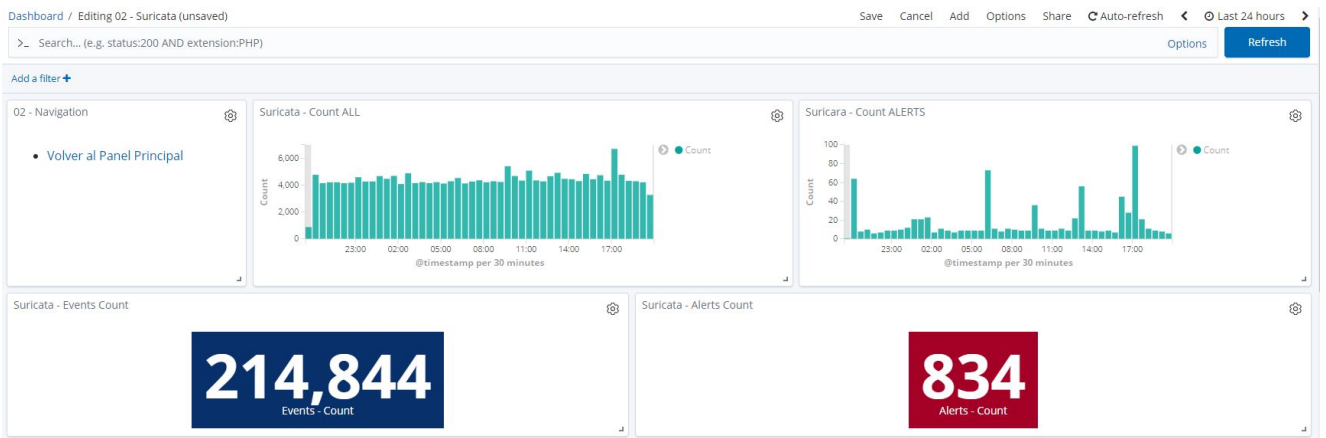 Dashboard / Editing 02 - Suricata (unsaved)
Save Cancel Add Options Share Auto-refresh Last 24 hours
>_ Search... (e.g. status:200 AND extension:PHP) Options Refresh
Add a filter +
02 - Navigation
• Volver al Panel Principal
Suricata - Count ALL
Count
6,000
4,000
2,000
0
Count
23:00 02:00 05:00 08:00 11:00 14:00 17:00
@timestamp per 30 minutes
Suricara - Count ALERTS
Count
100
80
60
40
20
0
Count
23:00 02:00 05:00 08:00 11:00 14:00 17:00
@timestamp per 30 minutes
Suricata - Events Count
214,844
Events - Count
Suricata - Alerts Count
834
Alerts - Count